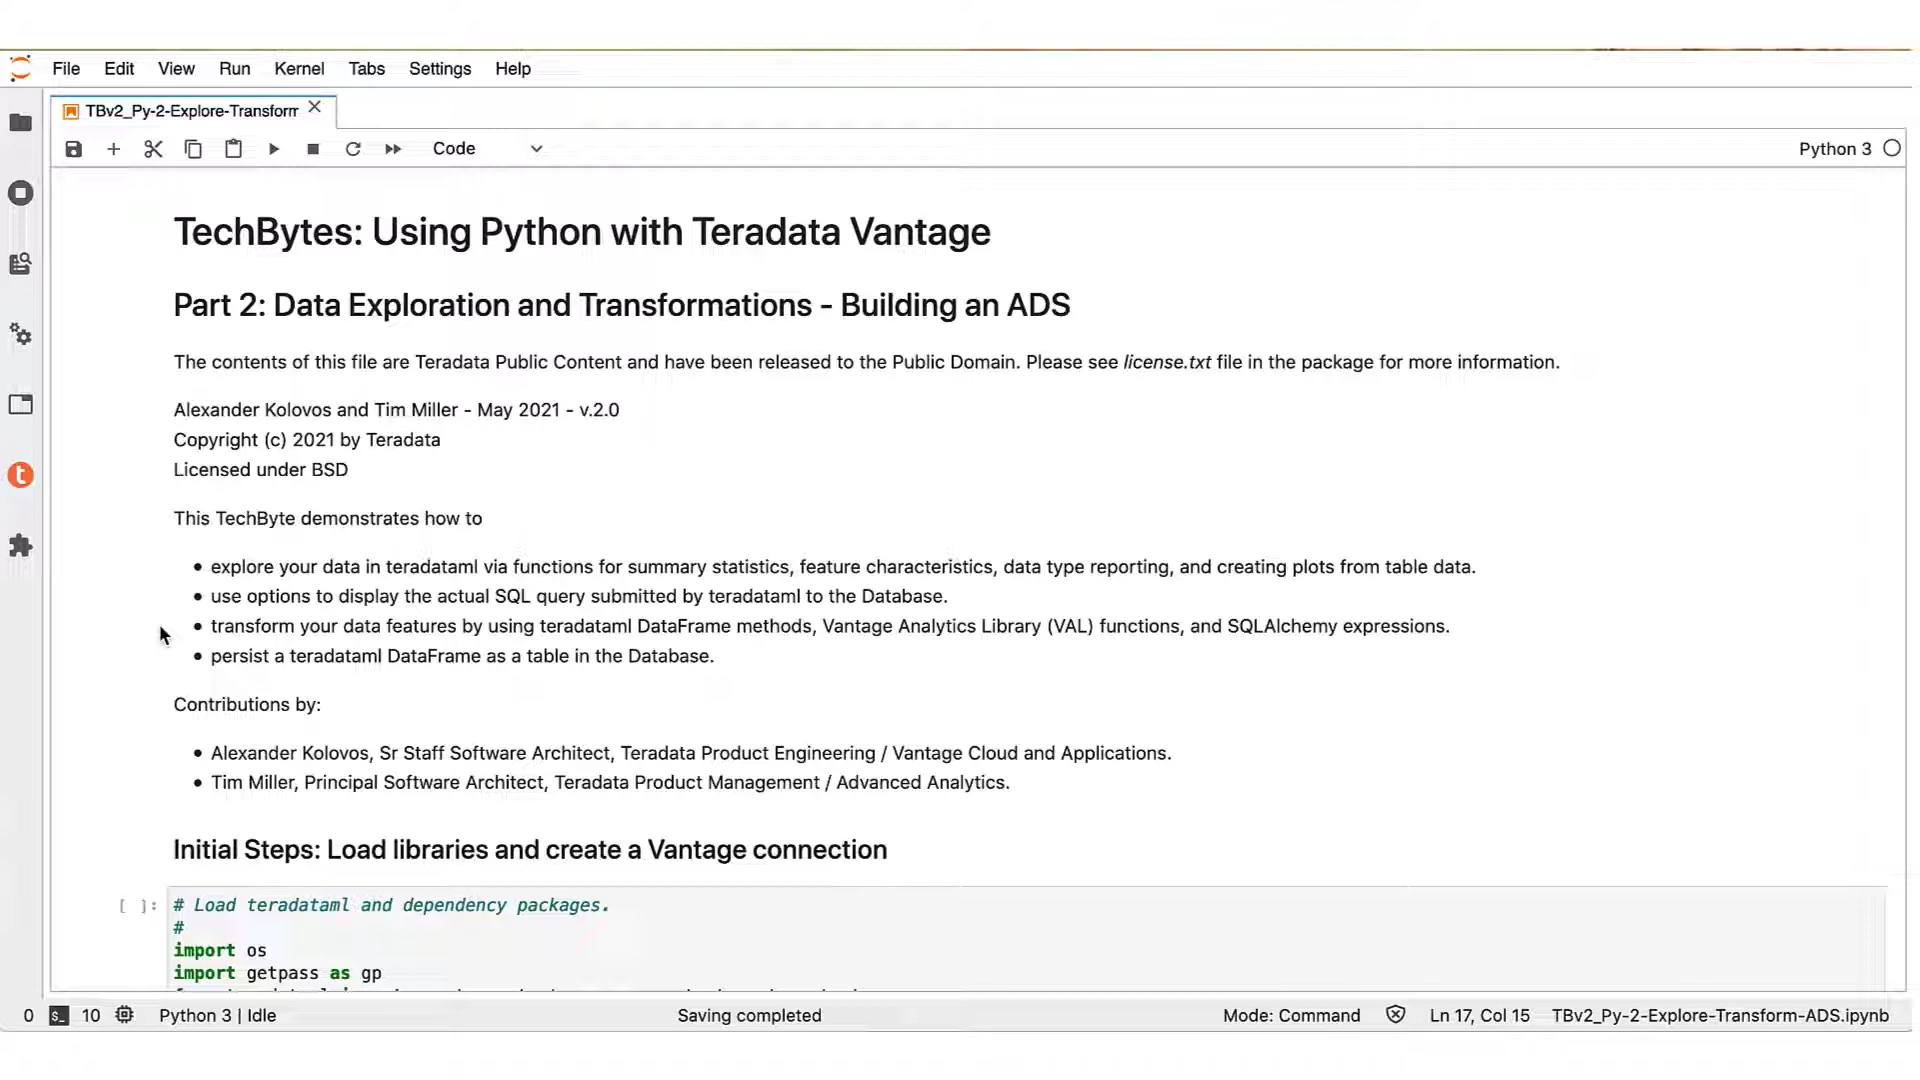 File Edit View Run Kernel Tabs Settings Help
TBv2_Py-2-Explore-Transform
Code
Python 3
TechBytes: Using Python with Teradata Vantage
Part 2: Data Exploration and Transformations - Building an ADS
The contents of this file are Teradata Public Content and have been released to the Public Domain. Please see license.txt file in the package for more information.
Alexander Kolovos and Tim Miller - May 2021 - v.2.0
Copyright (c) 2021 by Teradata
Licensed under BSD
This TechByte demonstrates how to
• explore your data in teradataml via functions for summary statistics, feature characteristics, data type reporting, and creating plots from table data.
• use options to display the actual SQL query submitted by teradataml to the Database.
• transform your data features by using teradataml DataFrame methods, Vantage Analytics Library (VAL) functions, and SQLAlchemy expressions.
• persist a teradataml DataFrame as a table in the Database.
Contributions by:
• Alexander Kolovos, Sr Staff Software Architect, Teradata Product Engineering / Vantage Cloud and Applications.
• Tim Miller, Principal Software Architect, Teradata Product Management / Advanced Analytics.
Initial Steps: Load libraries and create a Vantage connection
[ ]: # Load teradataml and dependency packages.
#
import os
import getpass as gp
0 $_ 10 Python 3 | Idle Saving completed Mode: Command Ln 17, Col 15 TBv2_Py-2-Explore-Transform-ADS.ipynb